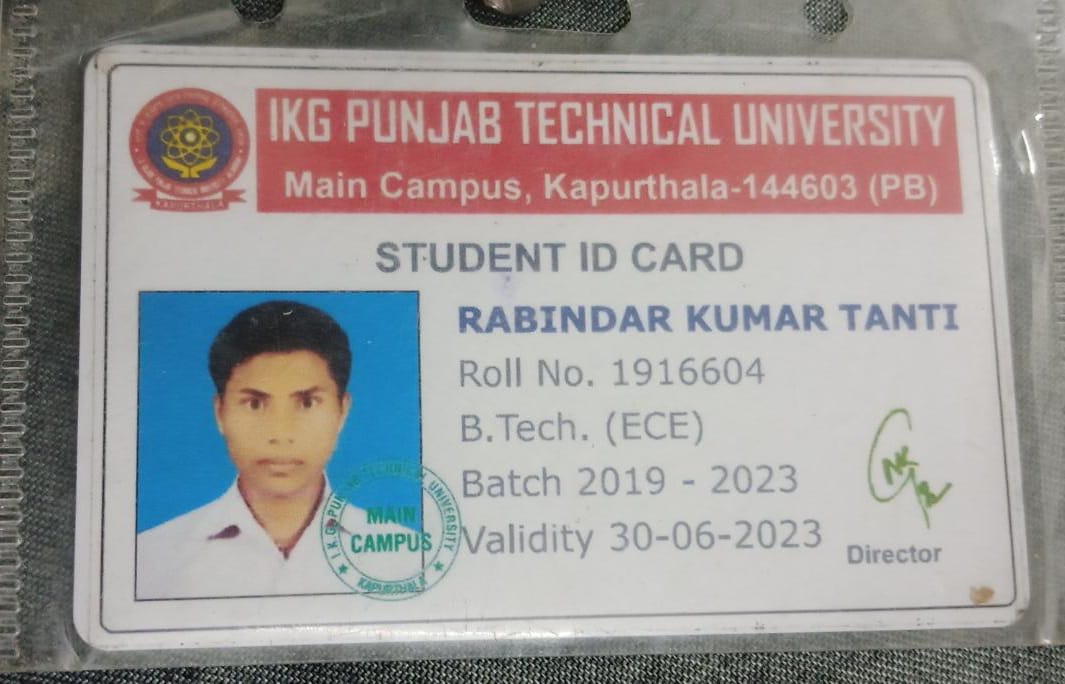 IKG PUNJAB TECHNICAL UNIVERSITY
Main Campus, Kapurthala-144603 (PB)
KAPURTHALA
STUDENT ID CARD
RABINDAR KUMAR TANTI
Roll No. 1916604
B.Tech. (ECE)
Batch 2019 - 2023
Validity 30-06-2023
I.K.G. PUNJAB TECHNICAL UNIVERSITY
MAIN
CAMPUS
KAPURTHALA
Director